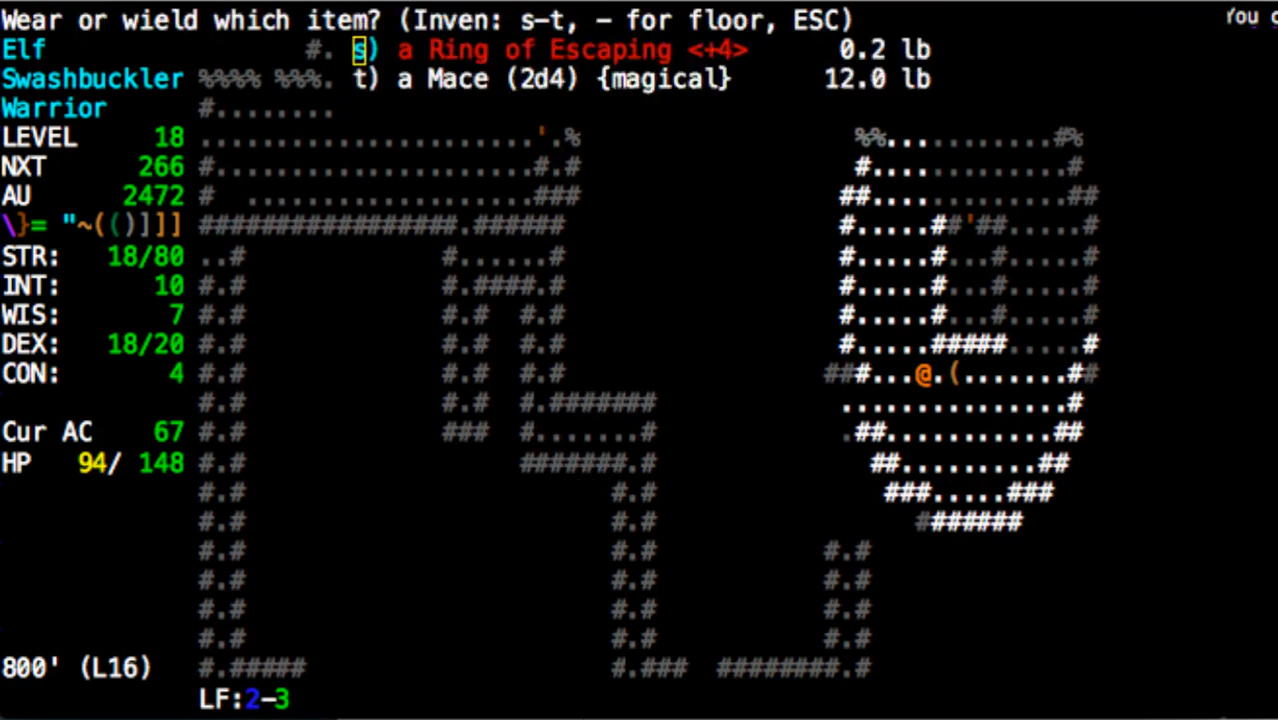 Wear or wield which item? (Inven: s-t, - for floor, ESC) You
Elf #. s) a Ring of Escaping <+4> 0.2 lb
Swashbuckler %%%% %%%. t) a Mace (2d4) {magical} 12.0 lb
Warrior #........
LEVEL 18 ......................'.% %%...........#%
NXT 266 #.....................#.# #.............#
AU 2472 # ...................### ##.............##
\}= "~(()]]] #################.###### #.....##'##.....#
STR: 18/80 ..# #......# #.....#...#.....#
INT: 10 #.# #.####.# #.....#...#.....#
WIS: 7 #.# #.# #.# #.....#...#.....#
DEX: 18/20 #.# #.# #.# #.....#####.....#
CON: 4 #.# #.# #.# ###...@.(.......##
#.# #.# #.####### ..............#
Cur AC 67 #.# ### #.......# .##...........##
HP 94/ 148 #.# #######.# ##.........##
#.# #.# ###.....###
#.# #.# #######
#.# #.# #.#
#.# #.# #.#
#.# #.# #.#
#.# #.# #.#
800' (L16) #.##### #.### ########.#
LF:2-3